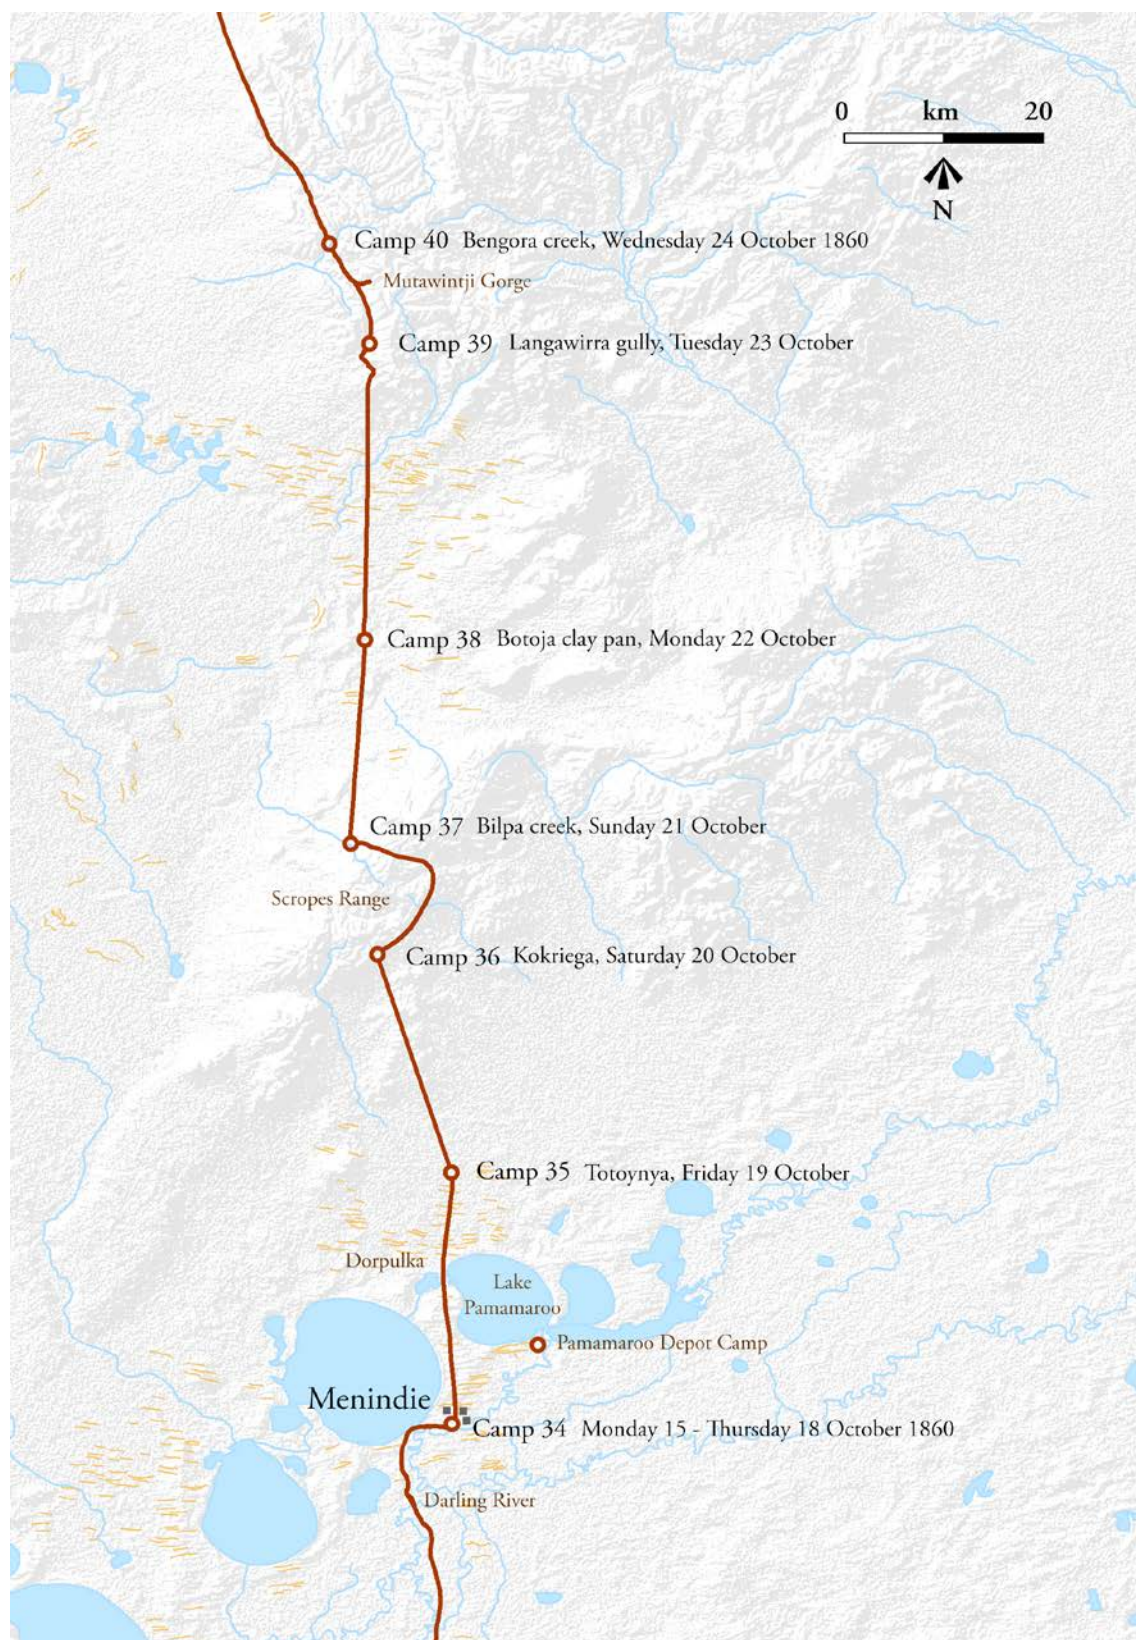 0 km 20
N
Camp 40 Bengora creek, Wednesday 24 October 1860
Mutawintji Gorge
Camp 39 Langawirra gully, Tuesday 23 October
Camp 38 Botoja clay pan, Monday 22 October
Camp 37 Bilpa creek, Sunday 21 October
Scropes Range
Camp 36 Kokriega, Saturday 20 October
Camp 35 Totoynya, Friday 19 October
Dorpulka
Lake
Pamamaroo
Pamamaroo Depot Camp
Menindie
Camp 34 Monday 15 - Thursday 18 October 1860
Darling River